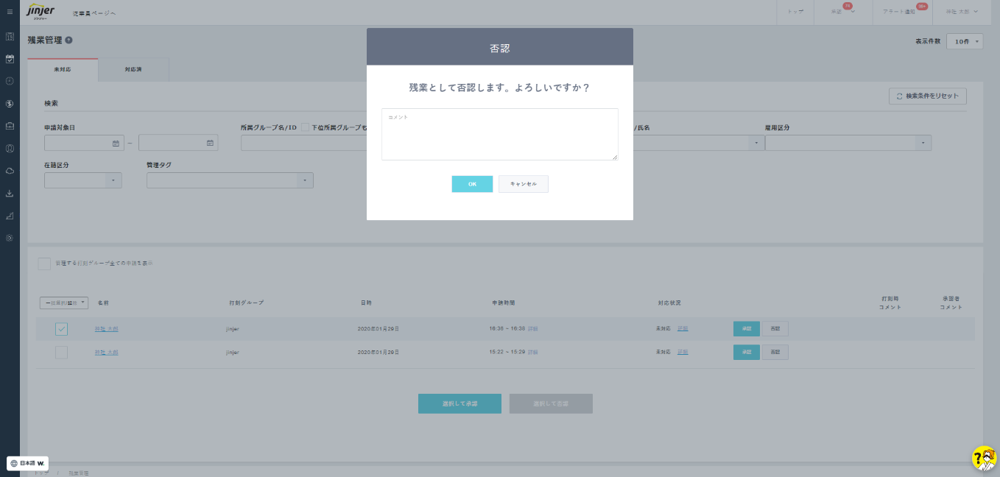 jinjer
ジンジャー
従業員ページへ
トップ
承認
アラート通知
99+
神社 太郎
残業管理
表示件数
10件
未対応
対応済
否認
残業として否認します。よろしいですか？
コメント
OK
キャンセル
検索
検索条件をリセット
申請対象日
所属グループ名/ID
下位所属グループも
/氏名
雇用区分
~
在籍区分
管理タグ
管理する打刻グループ全ての申請を表示
名前
打刻グループ
日時
申請時間
対応状況
打刻時
コメント
承認者
コメント
神社 太郎
jinjer
2020年01月29日
16:36 ~ 16:38 詳細
未対応 詳細
承認
否認
神社 太郎
jinjer
2020年01月29日
15:22 ~ 15:29 詳細
未対応 詳細
承認
否認
選択して承認
選択して否認
日本語 W.
トップ / 残業管理
?